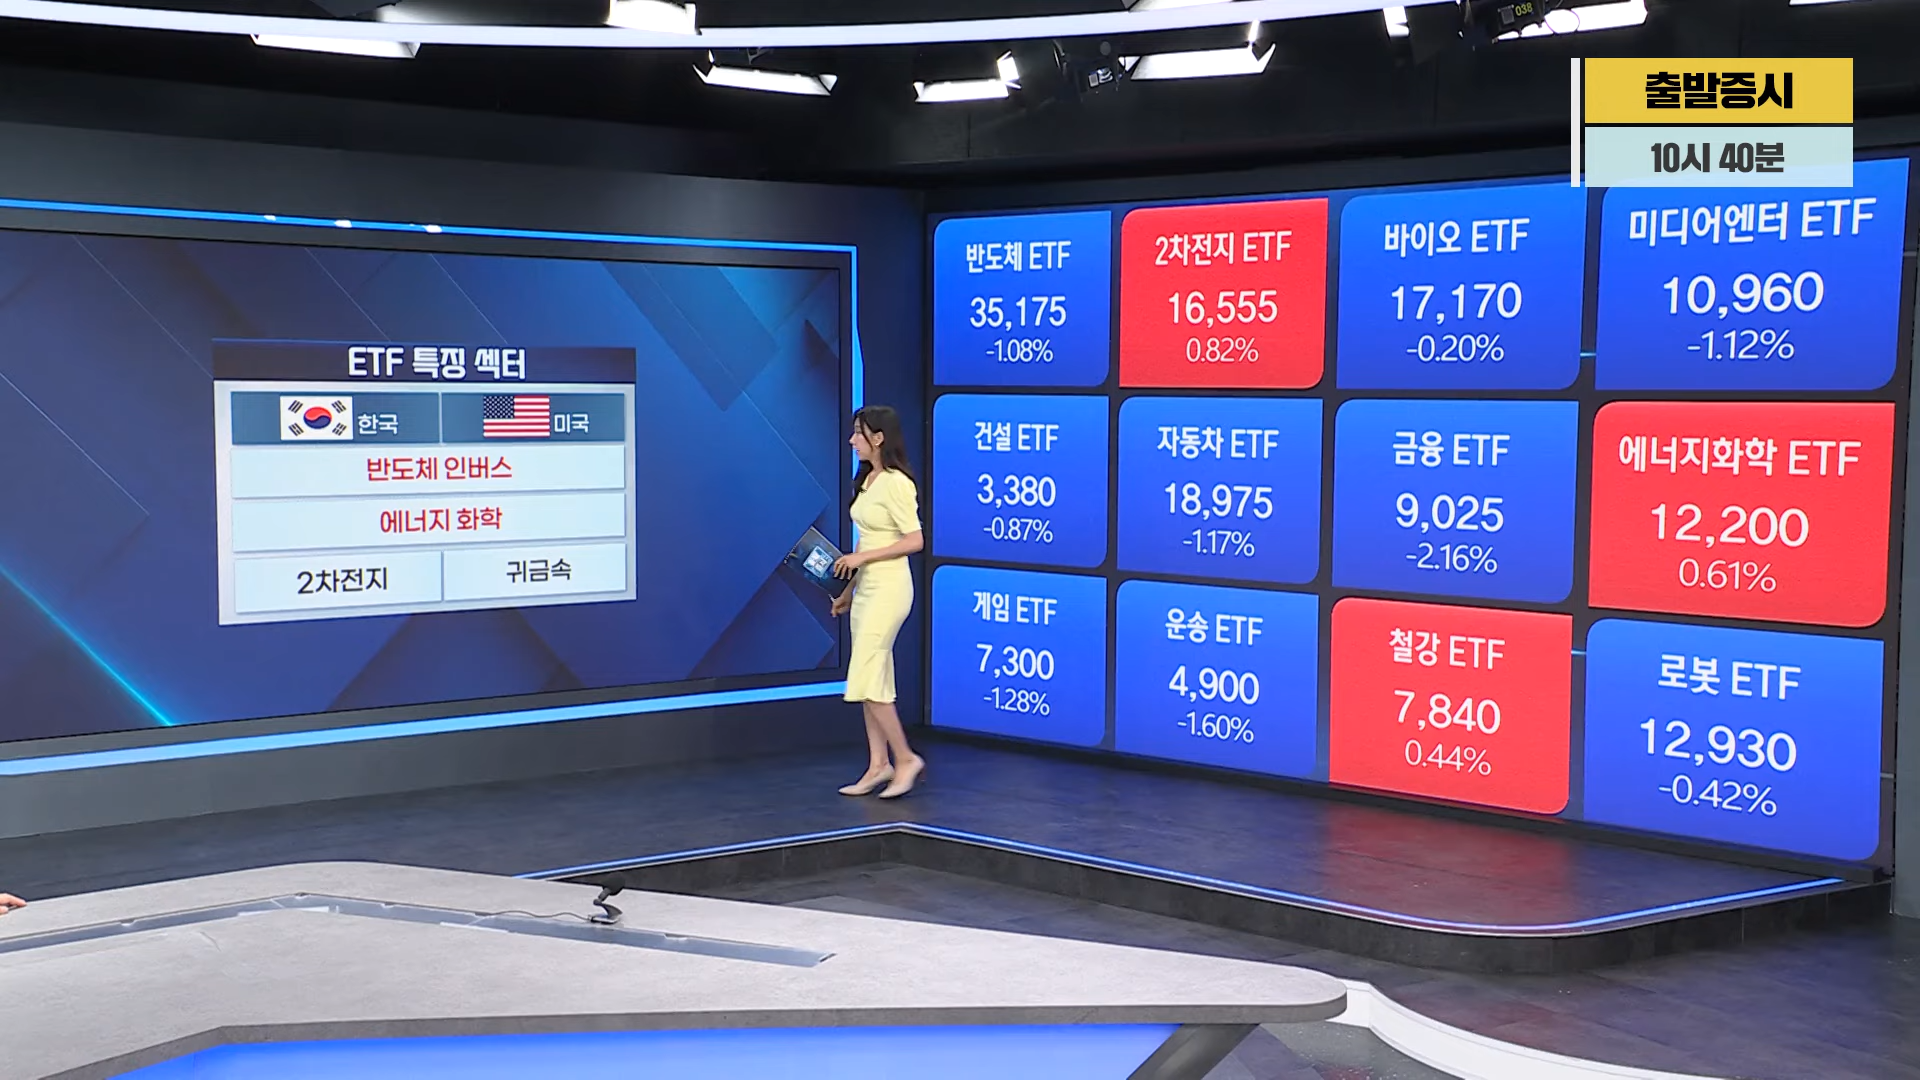 038
출발증시
10시 40분
ETF 특징 섹터
한국
미국
반도체 인버스
에너지 화학
2차전지
귀금속
반도체 ETF
35,175
-1.08%
2차전지 ETF
16,555
0.82%
바이오 ETF
17,170
-0.20%
미디어엔터 ETF
10,960
-1.12%
건설 ETF
3,380
-0.87%
자동차 ETF
18,975
-1.17%
금융 ETF
9,025
-2.16%
에너지화학 ETF
12,200
0.61%
게임 ETF
7,300
-1.28%
운송 ETF
4,900
-1.60%
철강 ETF
7,840
0.44%
로봇 ETF
12,930
-0.42%